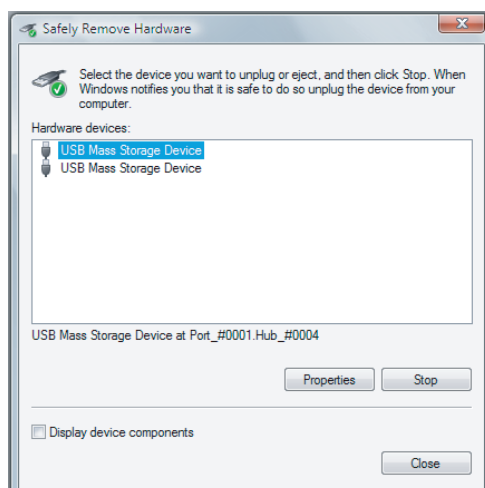 Safely Remove Hardware
Select the device you want to unplug or eject, and then click Stop. When
Windows notifies you that it is safe to do so unplug the device from your
computer.
Hardware devices:
USB Mass Storage Device
USB Mass Storage Device
USB Mass Storage Device at Port_#0001.Hub_#0004
Properties Stop
Display device components
Close